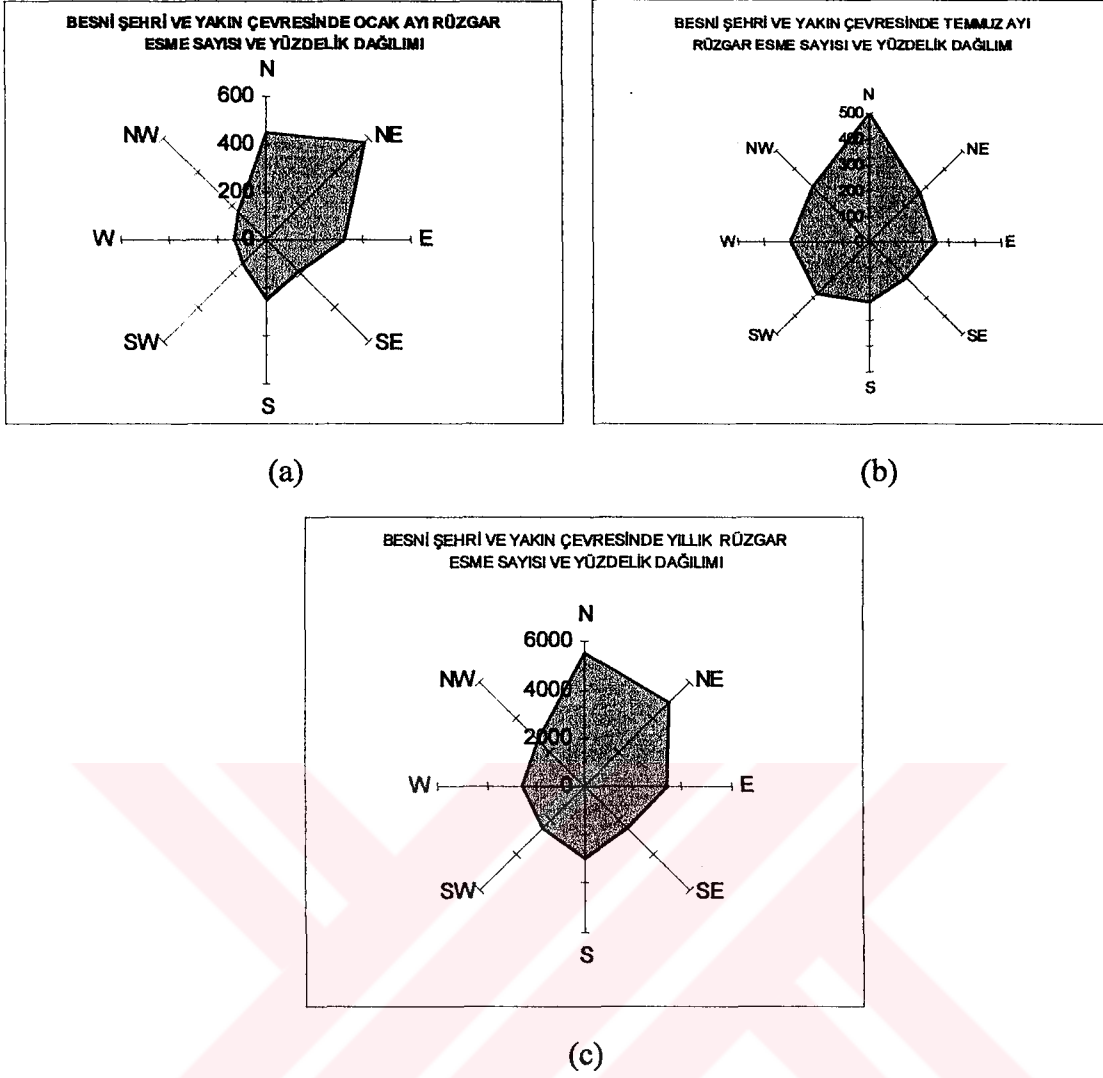 BESNİ ŞEHRİ VE YAKIN ÇEVRESİNDE OCAK AYI RÜZGAR
ESME SAYISI VE YÜZDELİK DAĞILIMI
N
600
NW
NE
400
200
W
0
E
SW
SE
S
(a)
BESNİ ŞEHRİ VE YAKIN ÇEVRESİNDE TEMMUZ AYI
RÜZGAR ESME SAYISI VE YÜZDELİK DAĞILIMI
N
500
400
NW
NE
300
200
100
W
0
E
SW
SE
S
(b)
BESNİ ŞEHRİ VE YAKIN ÇEVRESİNDE YILLIK RÜZGAR
ESME SAYISI VE YÜZDELİK DAĞILIMI
N
6000
NW
NE
4000
2000
W
0
E
SW
SE
S
(c)